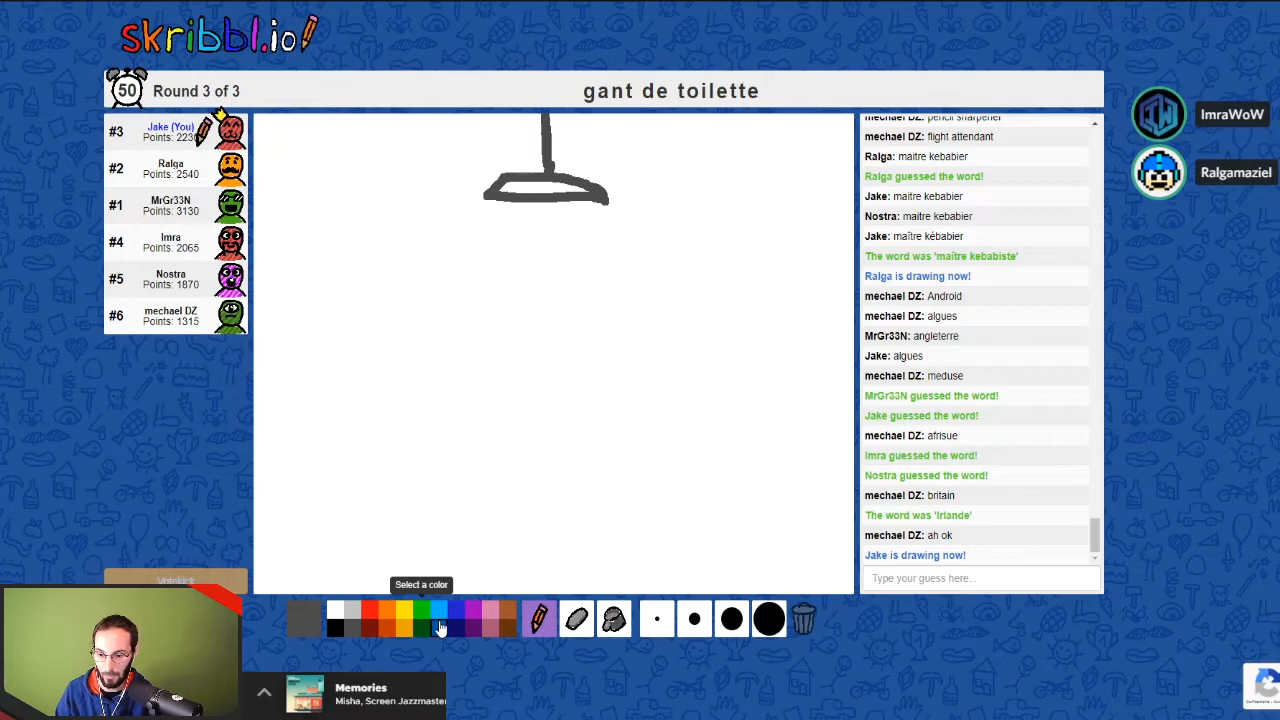 skribbl.io
50
Round 3 of 3
gant de toilette
#3
Jake (You)
Points: 2230
#2
Ralga
Points: 2540
#1
MrGr33N
Points: 3130
#4
Imra
Points: 2065
#5
Nostra
Points: 1870
#6
mechael DZ
Points: 1315
Votekick
mechael DZ: pencil sharpener
mechael DZ: flight attendant
Ralga: maitre kebabier
Ralga guessed the word!
Jake: maitre kebabier
Nostra: maitre kebabier
Jake: maître kébabier
The word was 'maître kebabiste'
Ralga is drawing now!
mechael DZ: Android
mechael DZ: algues
MrGr33N: angleterre
Jake: algues
mechael DZ: meduse
MrGr33N guessed the word!
Jake guessed the word!
mechael DZ: afrisue
Imra guessed the word!
Nostra guessed the word!
mechael DZ: britain
The word was 'Irlande'
mechael DZ: ah ok
Jake is drawing now!
Type your guess here...
ImraWoW
Ralgamaziel
Select a color
Memories
Misha, Screen Jazzmaster